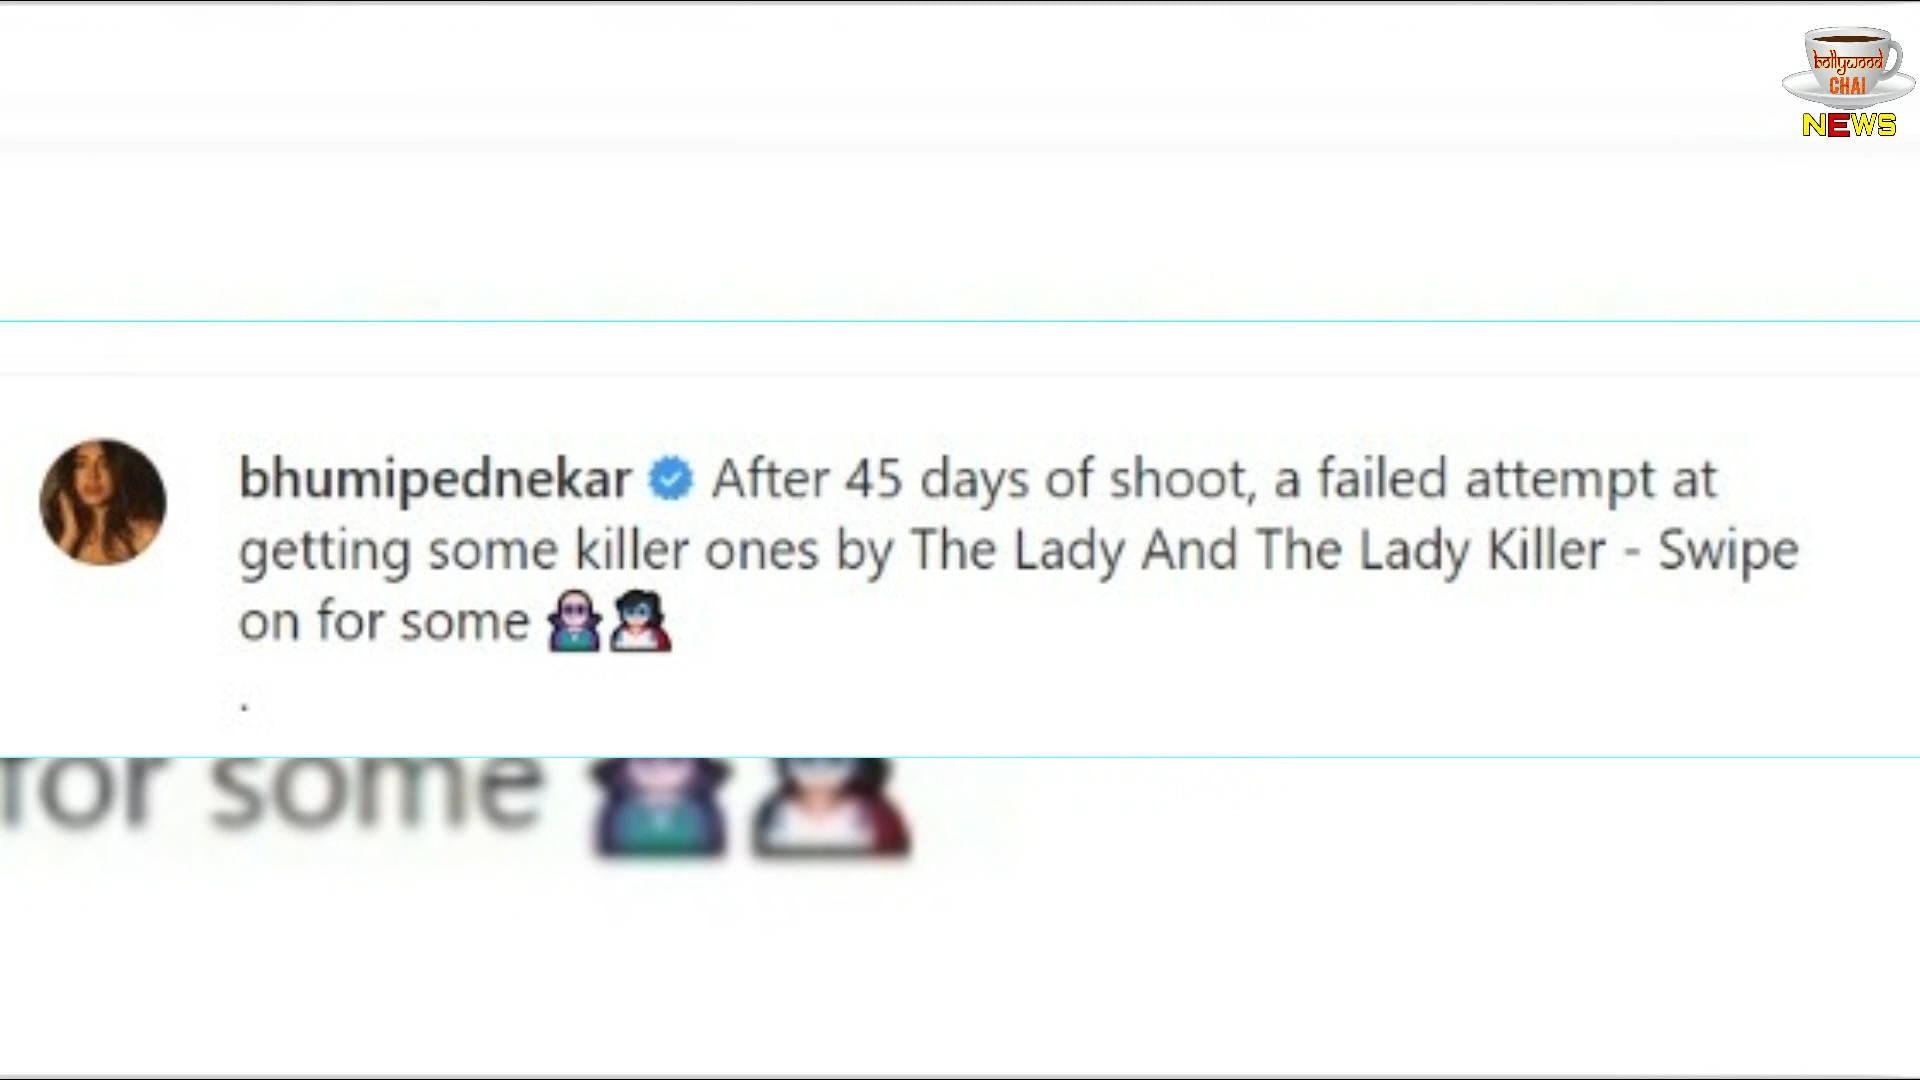 bollywood
CHAI
NEWS
bhumipednekar After 45 days of shoot, a failed attempt at
getting some killer ones by The Lady And The Lady Killer - Swipe
on for some
.
for some